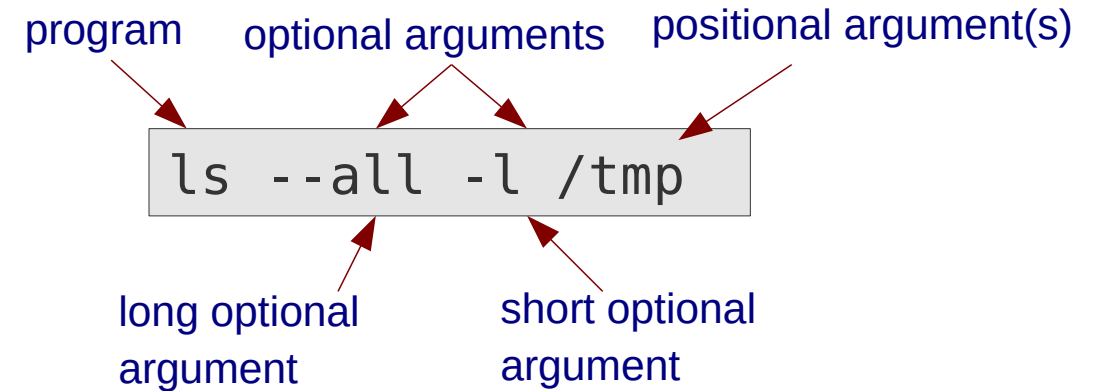 program
optional arguments
positional argument(s)
ls --all -l /tmp
long optional
argument
short optional
argument